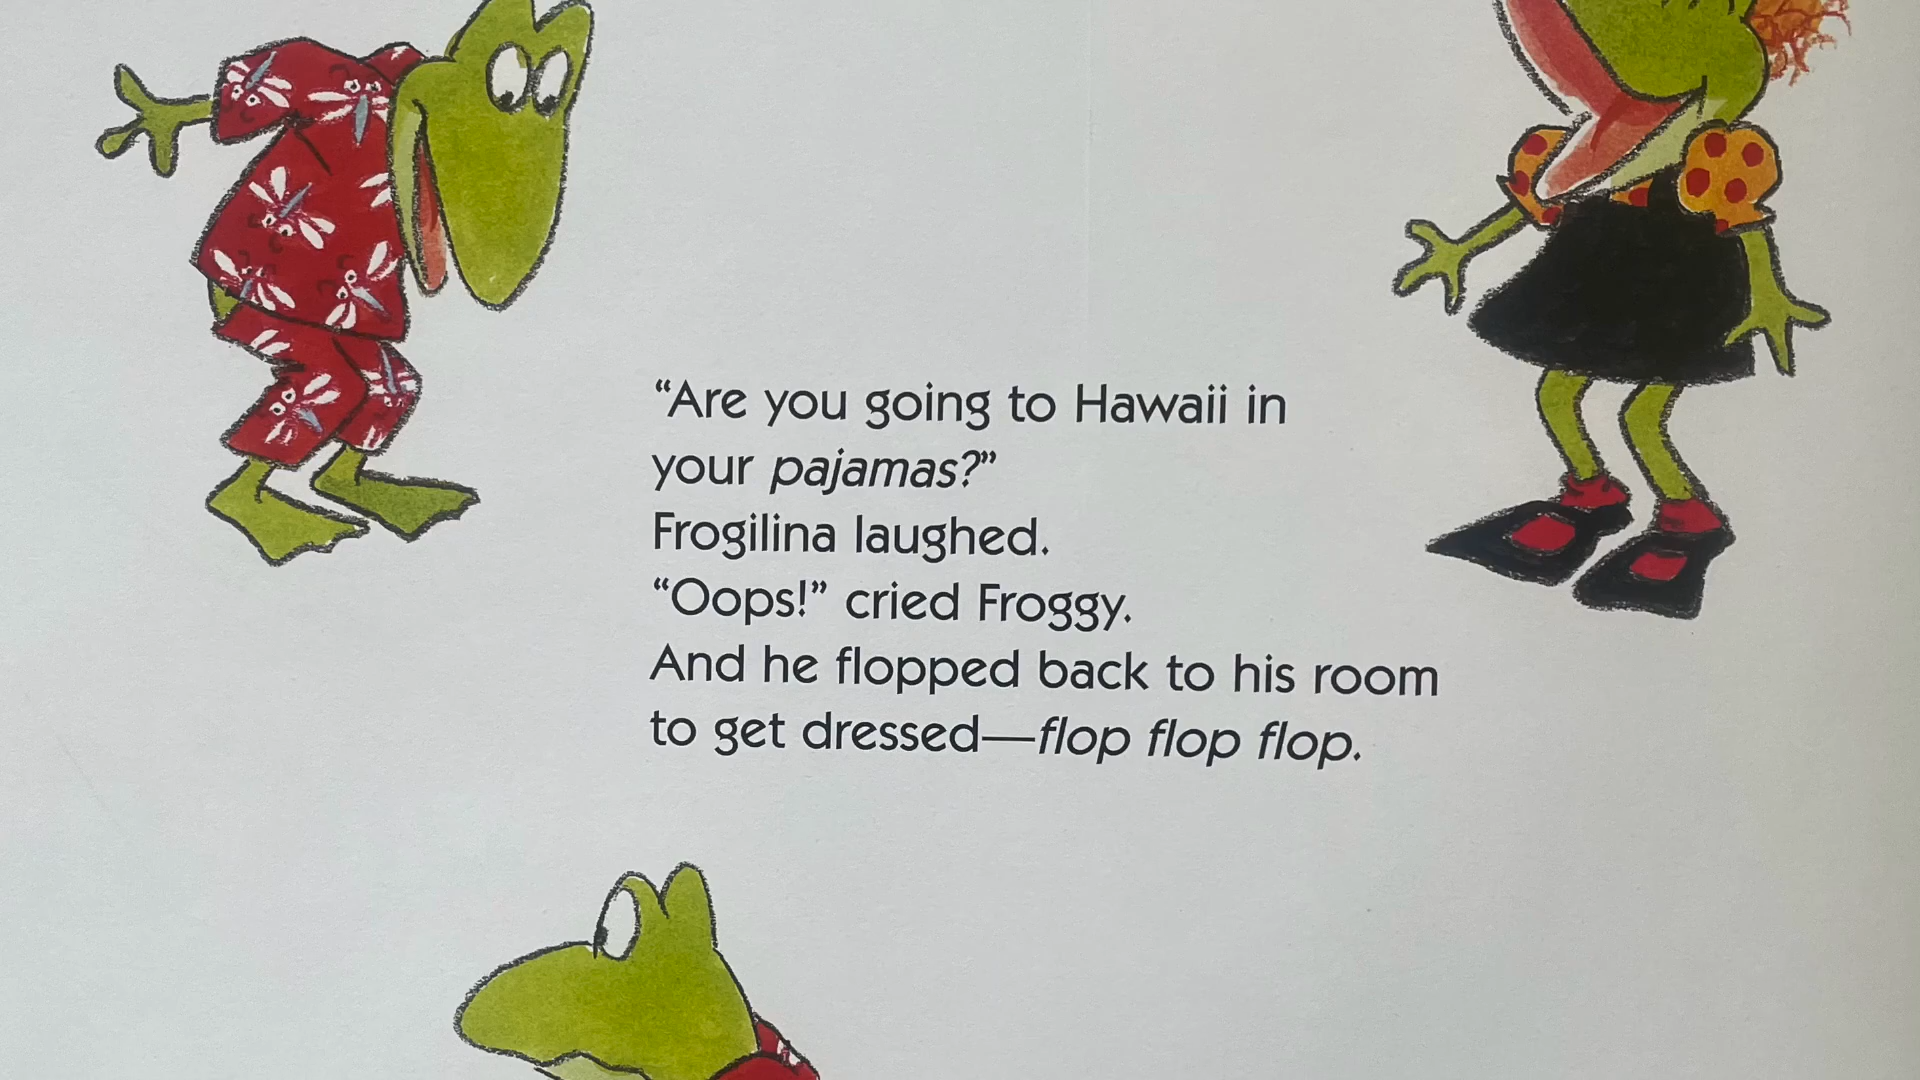 “Are you going to Hawaii in
your pajamas?”
Frogilina laughed.
“Oops!” cried Froggy.
And he flopped back to his room
to get dressed—flop flop flop.